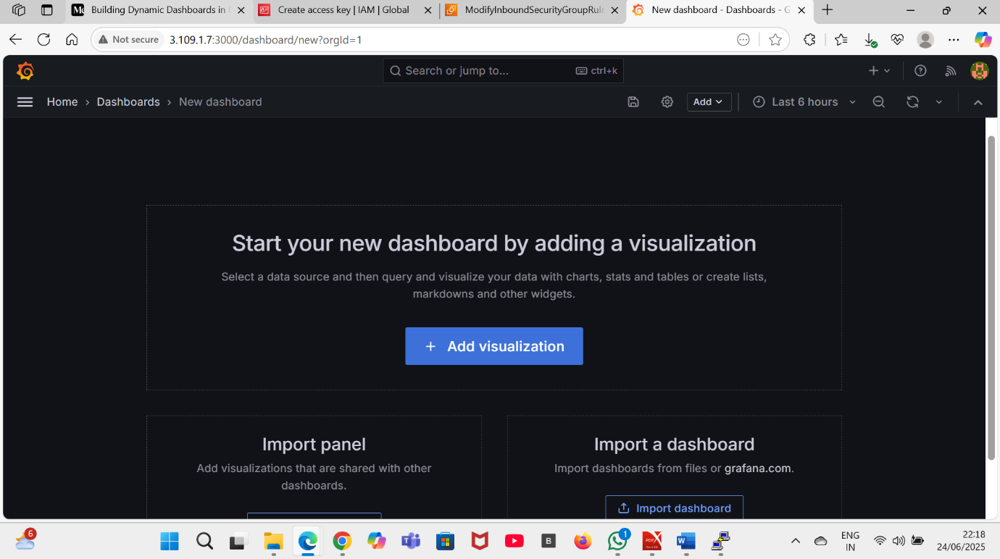 Building Dynamic Dashboards in
Create access key | IAM | Global
ModifyInboundSecurityGroupRule
New dashboard - Dashboards - G
Not secure
3.109.1.7:3000/dashboard/new?orgId=1
Search or jump to...
ctrl+k
Home
Dashboards
New dashboard
Add
Last 6 hours
Start your new dashboard by adding a visualization
Select a data source and then query and visualize your data with charts, stats and tables or create lists,
markdowns and other widgets.
+ Add visualization
Import panel
Add visualizations that are shared with other
dashboards.
Import a dashboard
Import dashboards from files or grafana.com.
Import dashboard
6
B
1
PDF
W
ENG
IN
22:18
24/06/2025